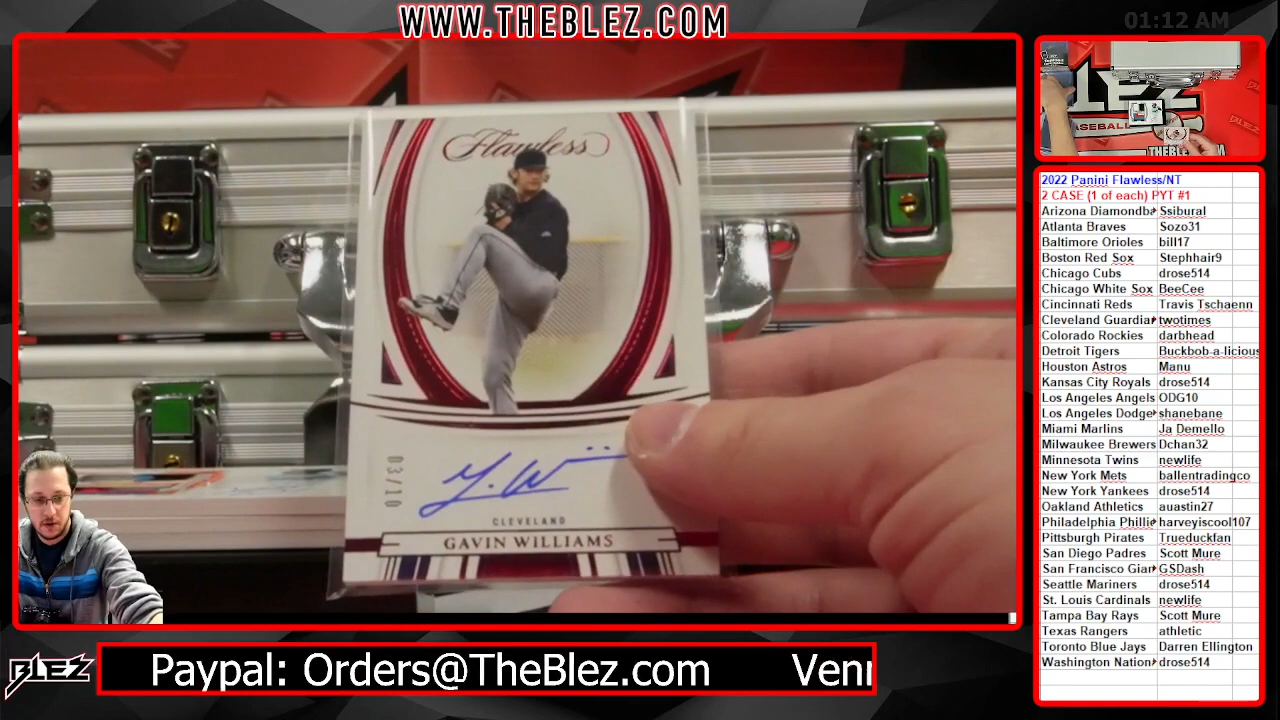 WWW.THEBLEZ.COM
01:12 AM
Flawless
03/10
CLEVELAND
GAVIN WILLIAMS
BLEZ
BASEBALL
THEBLE
BLEZ
2022 Panini Flawless/NT
2 CASE (1 of each) PYT #1
Arizona Diamondba Ssibural
Atlanta Braves Sozo31
Baltimore Orioles bill17
Boston Red Sox Stephhair9
Chicago Cubs drose514
Chicago White Sox BeeCee
Cincinnati Reds Travis Tschaenn
Cleveland Guardia twotimes
Colorado Rockies darbhead
Detroit Tigers Buckbob-a-licious
Houston Astros Manu
Kansas City Royals drose514
Los Angeles Angels ODG10
Los Angeles Dodge shanebane
Miami Marlins Ja Demello
Milwaukee Brewers Dchan32
Minnesota Twins newlife
New York Mets ballentradingco
New York Yankees drose514
Oakland Athletics auastin27
Philadelphia Phillie harveyiscool107
Pittsburgh Pirates Trueduckfan
San Diego Padres Scott Mure
San Francisco Gian GSDash
Seattle Mariners drose514
St. Louis Cardinals newlife
Tampa Bay Rays Scott Mure
Texas Rangers athletic
Toronto Blue Jays Darren Ellington
Washington Nation drose514
BLEZ
Paypal: Orders@TheBlez.com Ven